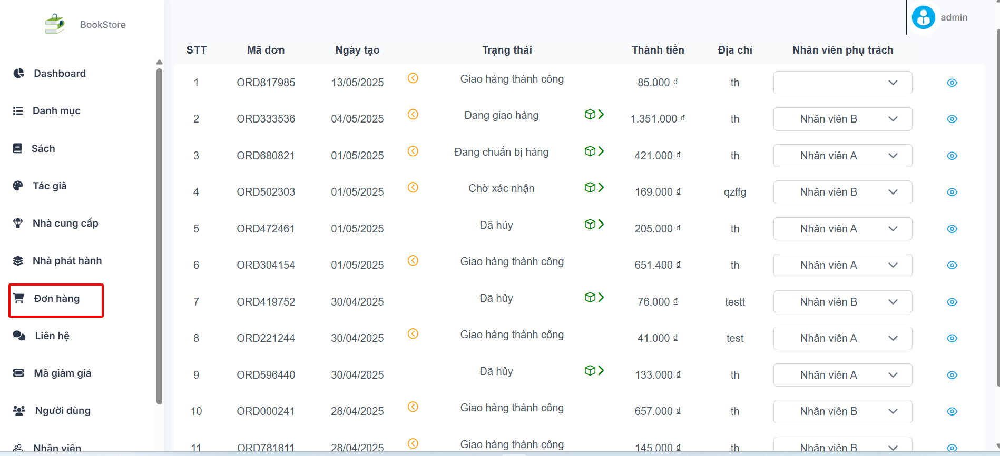 BookStore
admin
Dashboard
Danh mục
Sách
Tác giả
Nhà cung cấp
Nhà phát hành
Đơn hàng
Liên hệ
Mã giảm giá
Người dùng
Nhân viên
STT Mã đơn Ngày tạo Trạng thái Thành tiền Địa chỉ Nhân viên phụ trách
1 ORD817985 13/05/2025 Giao hàng thành công 85.000 ₫ th
2 ORD333536 04/05/2025 Đang giao hàng 1.351.000 ₫ th Nhân viên B
3 ORD680821 01/05/2025 Đang chuẩn bị hàng 421.000 ₫ th Nhân viên A
4 ORD502303 01/05/2025 Chờ xác nhận 169.000 ₫ qzffg Nhân viên B
5 ORD472461 01/05/2025 Đã hủy 205.000 ₫ th Nhân viên A
6 ORD304154 01/05/2025 Giao hàng thành công 651.400 ₫ th Nhân viên A
7 ORD419752 30/04/2025 Đã hủy 76.000 ₫ testt Nhân viên B
8 ORD221244 30/04/2025 Giao hàng thành công 41.000 ₫ test Nhân viên A
9 ORD596440 30/04/2025 Đã hủy 133.000 ₫ th Nhân viên A
10 ORD000241 28/04/2025 Giao hàng thành công 657.000 ₫ th Nhân viên B
11 ORD781811 28/04/2025 Giao hàng thành công 145.000 ₫ th Nhân viên B